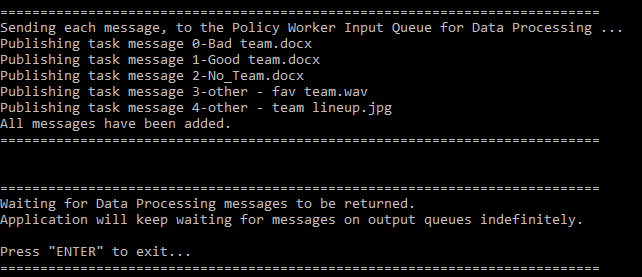 ===========================================================================
Sending each message, to the Policy Worker Input Queue for Data Processing ...
Publishing task message 0-Bad team.docx
Publishing task message 1-Good team.docx
Publishing task message 2-No_Team.docx
Publishing task message 3-other - fav team.wav
Publishing task message 4-other - team lineup.jpg
All messages have been added.
===========================================================================
===========================================================================
Waiting for Data Processing messages to be returned.
Application will keep waiting for messages on output queues indefinitely.
Press "ENTER" to exit...
===========================================================================